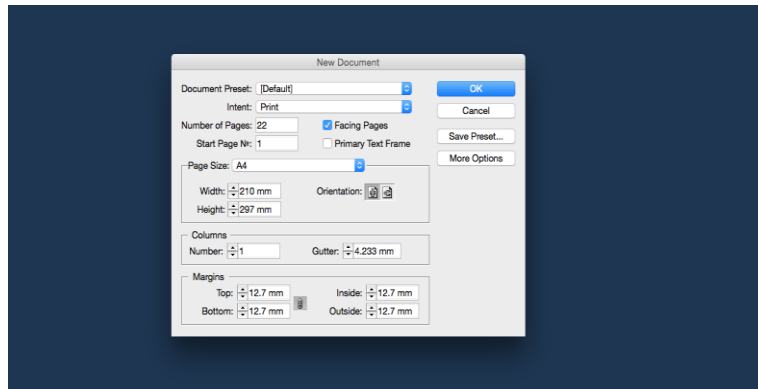 New Document
Document Preset: [Default] OK
Intent: Print Cancel
Number of Pages: 22 Facing Pages Save Preset...
Start Page №: 1 Primary Text Frame
Page Size: A4 More Options
Width: 210 mm Orientation:
Height: 297 mm
Columns
Number: 1 Gutter: 4.233 mm
Margins
Top: 12.7 mm Inside: 12.7 mm
Bottom: 12.7 mm Outside: 12.7 mm